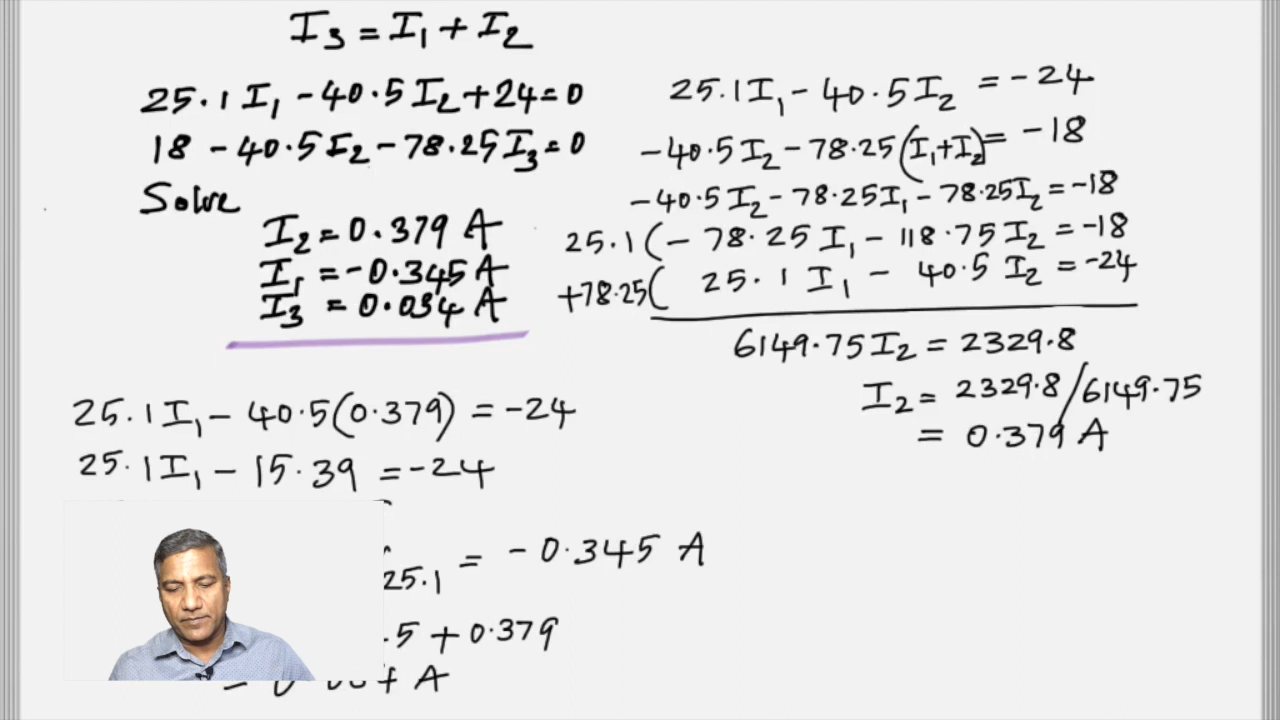 I3 = I1 + I2
25.1 I1 - 40.5 I2 + 24 = 0
18 - 40.5 I2 - 78.25 I3 = 0
Solve
I2 = 0.379 A
I1 = -0.345 A
I3 = 0.034 A
25.1 I1 - 40.5 I2 = -24
-40.5 I2 - 78.25 (I1 + I2) = -18
-40.5 I2 - 78.25 I1 - 78.25 I2 = -18
25.1 ( - 78.25 I1 - 118.75 I2 = -18
+78.25 ( 25.1 I1 - 40.5 I2 = -24
6149.75 I2 = 2329.8
I2 = 2329.8 / 6149.75
= 0.379 A
25.1 I1 - 40.5 (0.379) = -24
25.1 I1 - 15.39 = -24
25.1 = -0.345 A
.5 + 0.379
A